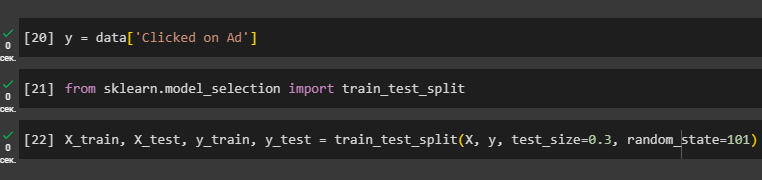 [20] y = data['Clicked on Ad']
0
сек.
[21] from sklearn.model_selection import train_test_split
0
сек.
[22] X_train, X_test, y_train, y_test = train_test_split(X, y, test_size=0.3, random_state=101)
0
сек.